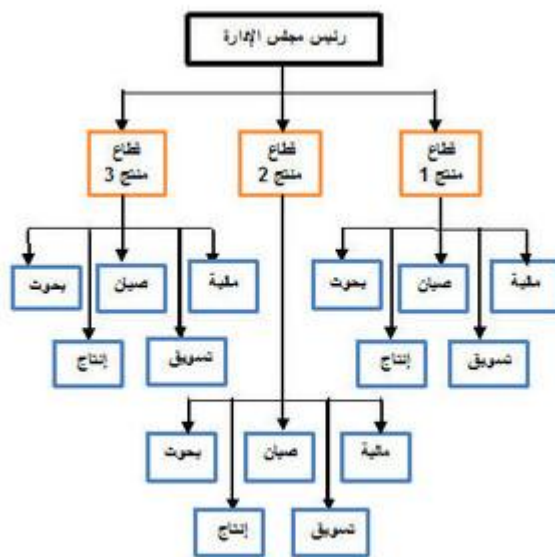 رئيس مجلس الإدارة
قطاع
منتج 1
قطاع
منتج 2
قطاع
منتج 3
مالية
صيان
بحوث
تسويق
إنتاج
مالية
صيان
بحوث
تسويق
إنتاج
مالية
صيان
بحوث
تسويق
إنتاج